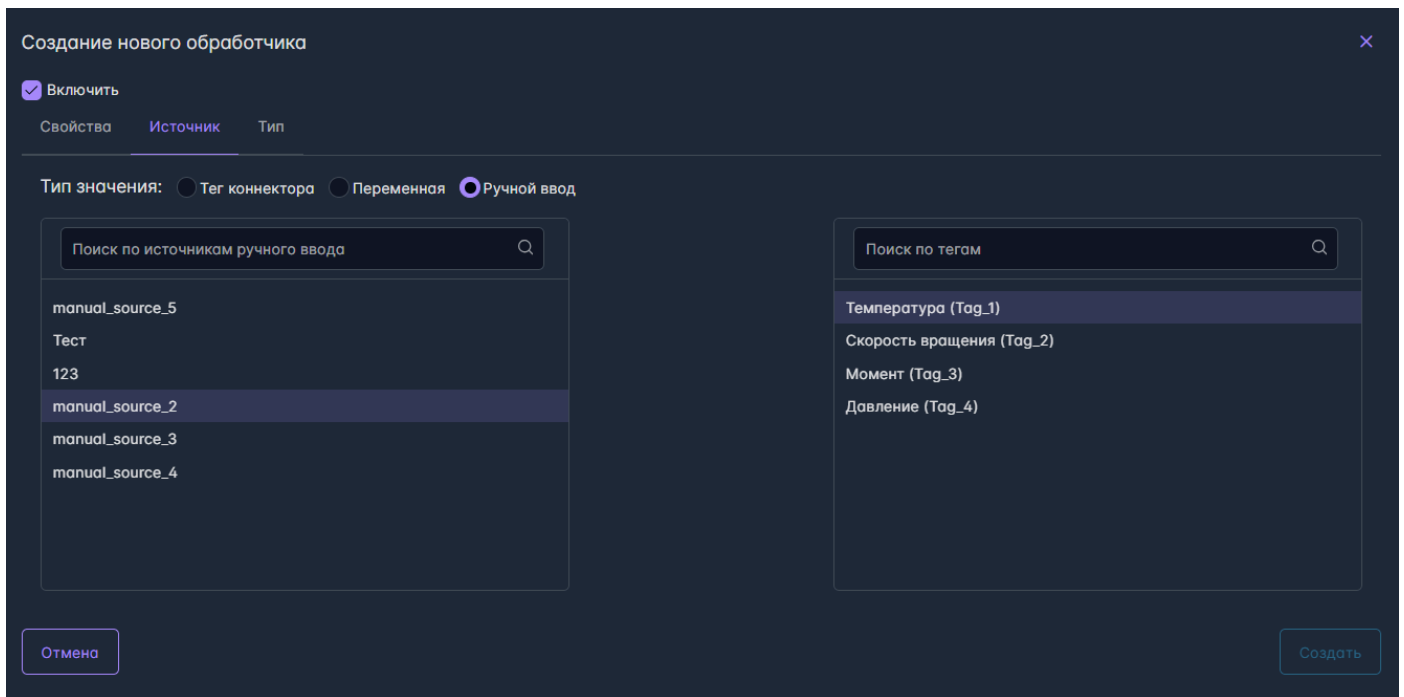 Создание нового обработчика
Включить
Свойства Источник Тип
Тип значения: Тег коннектора Переменная Ручной ввод
Поиск по источникам ручного ввода
manual_source_5
Тест
123
manual_source_2
manual_source_3
manual_source_4
Поиск по тегам
Температура (Tag_1)
Скорость вращения (Tag_2)
Момент (Tag_3)
Давление (Tag_4)
Отмена
Создать